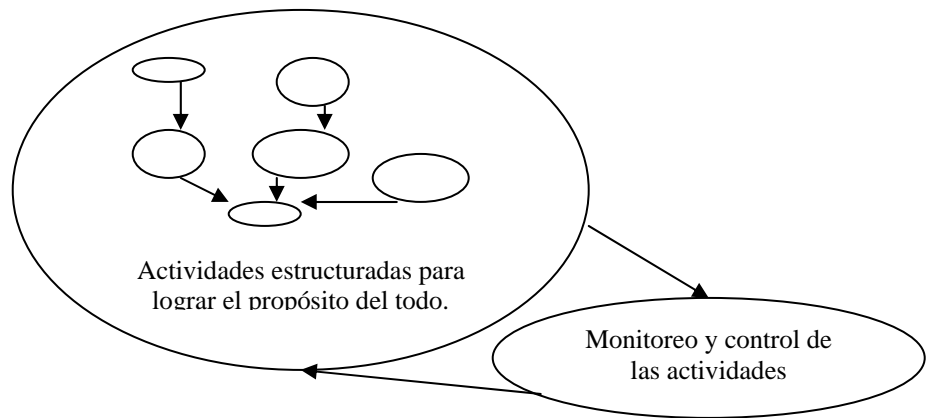 Actividades estructuradas para
lograr el propósito del todo.
Monitoreo y control de
las actividades